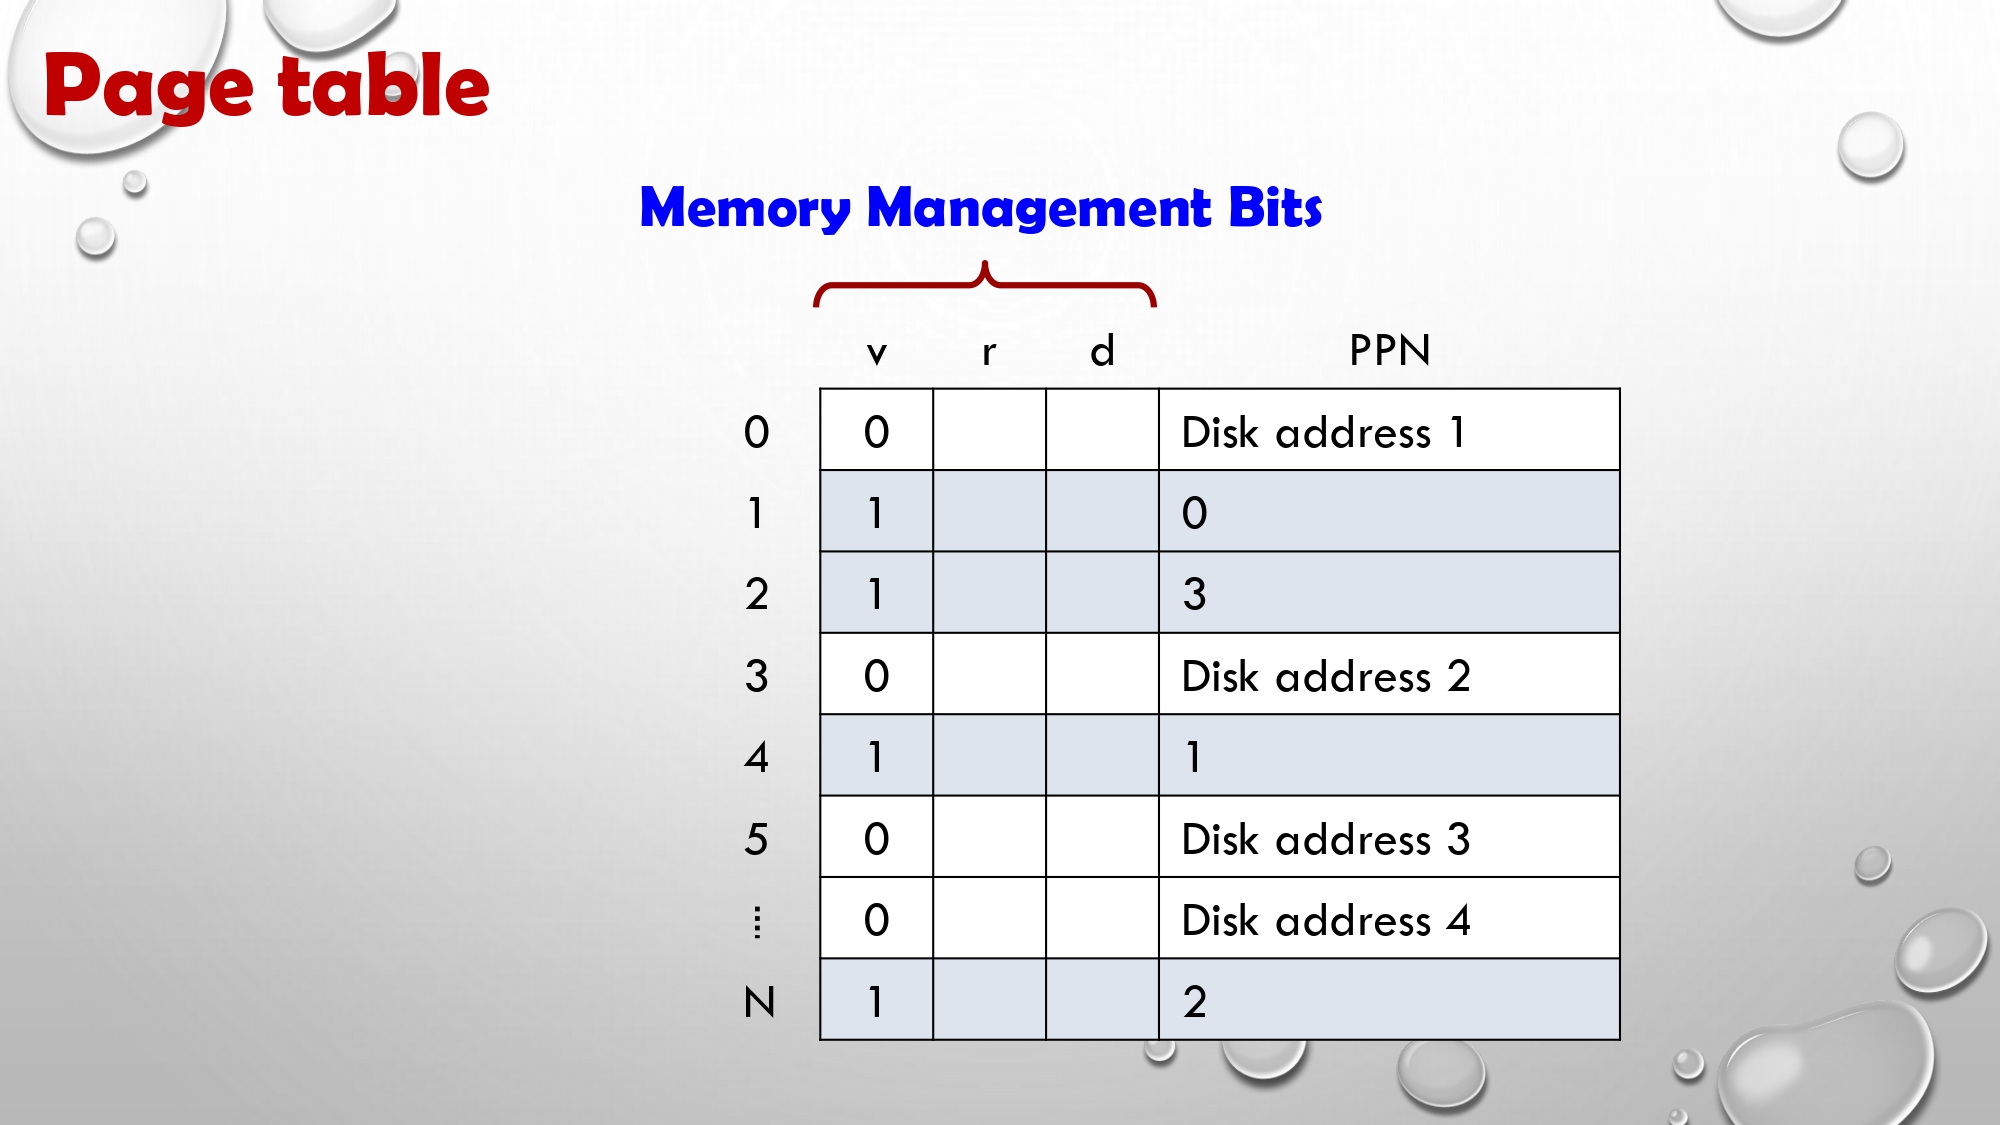 Page table
Memory Management Bits
v r d PPN
0 0 Disk address 1
1 1 0
2 1 3
3 0 Disk address 2
4 1 1
5 0 Disk address 3
⁞ 0 Disk address 4
N 1 2